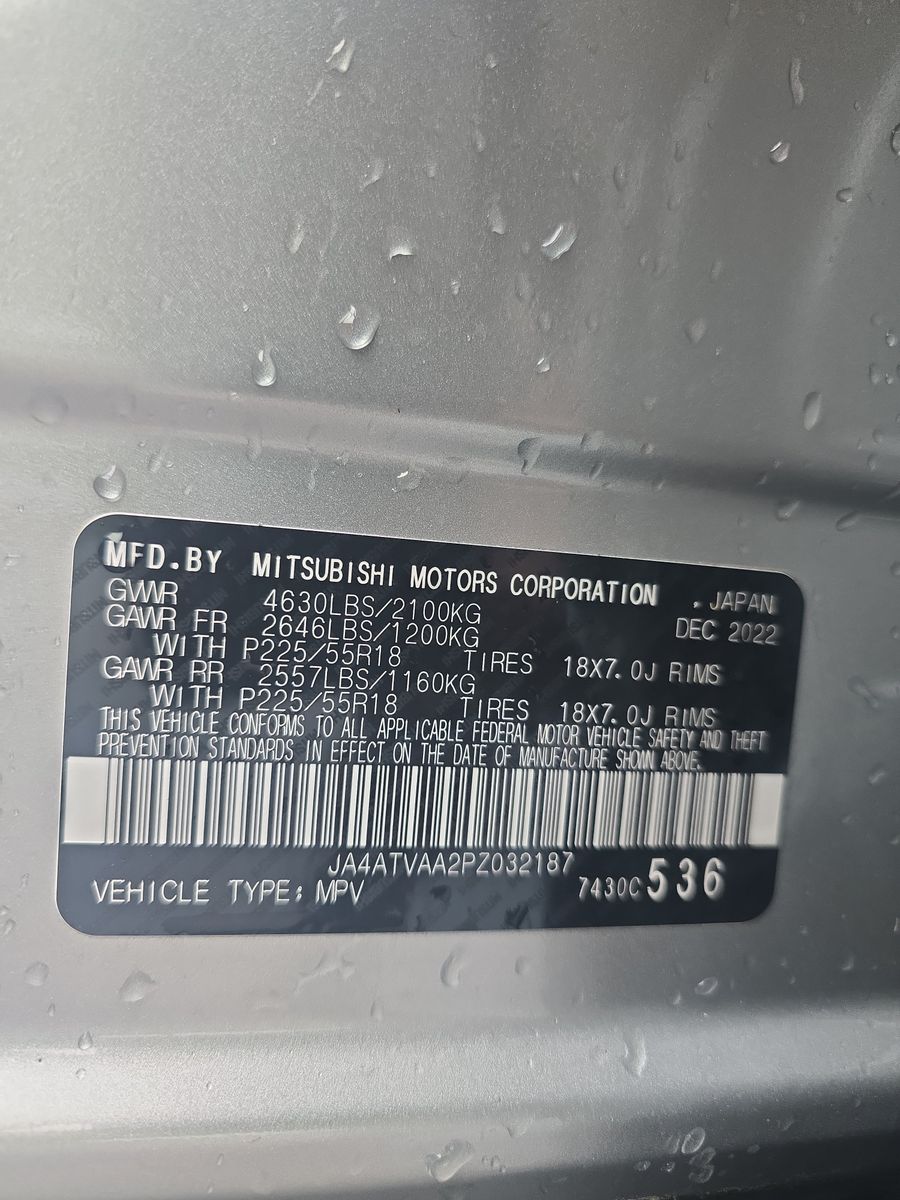 MFD.BY MITSUBISHI MOTORS CORPORATION . JAPAN
GVWR 4630LBS/2100KG DEC 2022
GAWR FR 2646LBS/1200KG
WITH P225/55R18 TIRES 18X7.0J RIMS
GAWR RR 2557LBS/1160KG
WITH P225/55R18 TIRES 18X7.0J RIMS
THIS VEHICLE CONFORMS TO ALL APPLICABLE FEDERAL MOTOR VEHICLE SAFETY AND THEFT
PREVENTION STANDARDS IN EFFECT ON THE DATE OF MANUFACTURE SHOWN ABOVE.
JA4ATVAA2PZ032187
VEHICLE TYPE: MPV 7430C 536